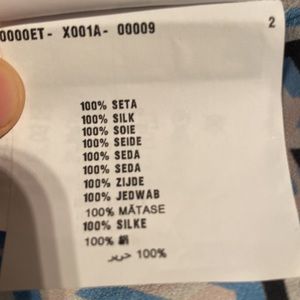 0000ET- X001A- 00009
2
100% SETA
100% SILK
100% SOIE
100% SEIDE
100% SEDA
100% SEDA
100% ZIJDE
100% JEDWAB
100% MĂTASE
100% SILKE
100% 絹
100% حرير